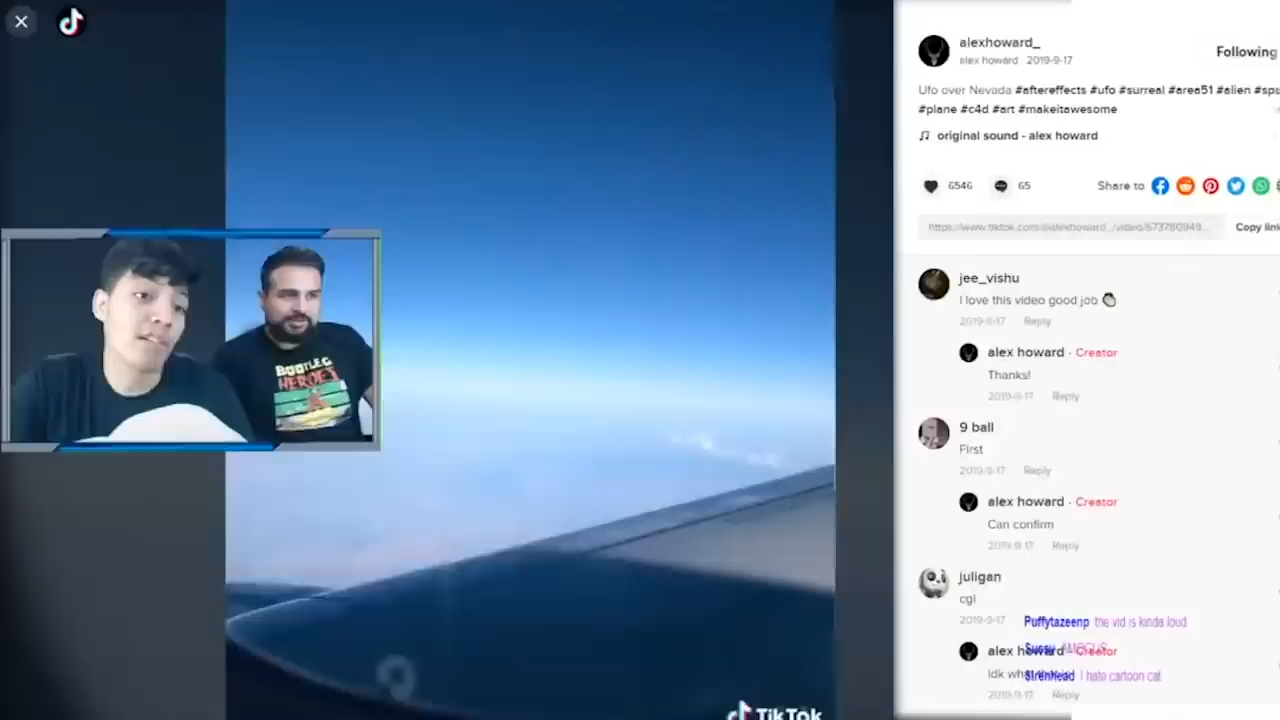 alexhoward_
alex howard 2019-9-17
Following
Ufo over Nevada #aftereffects #ufo #surreal #area51 #alien
#plane #c4d #art #makeitawesome
original sound - alex howard
6546 65 Share to
Copy link
jee_vishu
I love this video good job
2019-9-17 Reply
alex howard · Creator
Thanks!
2019-9-17 Reply
9 ball
First
2019-9-17 Reply
alex howard · Creator
Can confirm
2019-9-17 Reply
juligan
cgi
2019-9-17
Puffytazeenp the vid is kinda loud
alex howard · Creator
Idk
Sirenhead I hate cartoon cat
2019-9-17 Reply
BOOTLEG
HEROES
TikTok